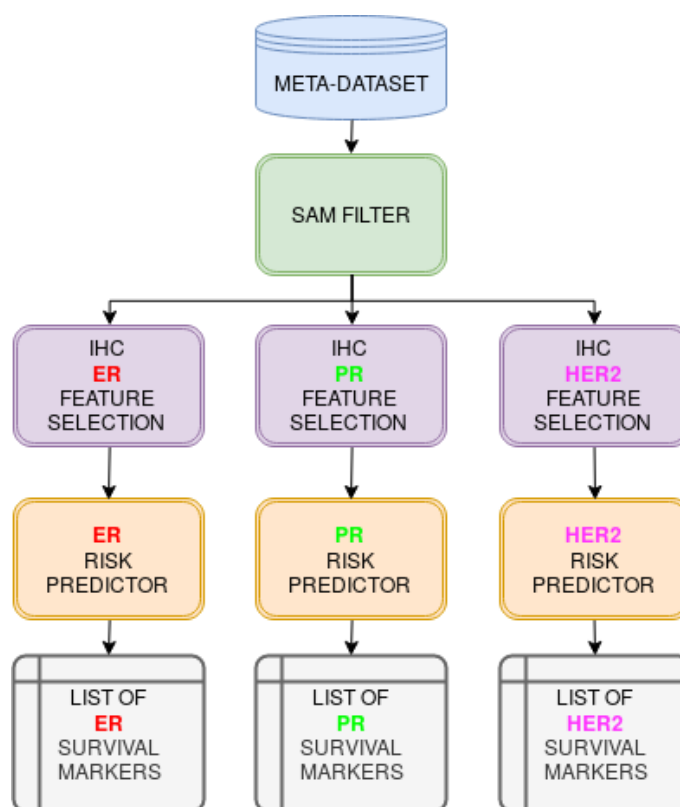 META-DATASET
SAM FILTER
IHC
ER
FEATURE
SELECTION
IHC
PR
FEATURE
SELECTION
IHC
HER2
FEATURE
SELECTION
ER
RISK
PREDICTOR
PR
RISK
PREDICTOR
HER2
RISK
PREDICTOR
LIST OF
ER
SURVIVAL
MARKERS
LIST OF
PR
SURVIVAL
MARKERS
LIST OF
HER2
SURVIVAL
MARKERS